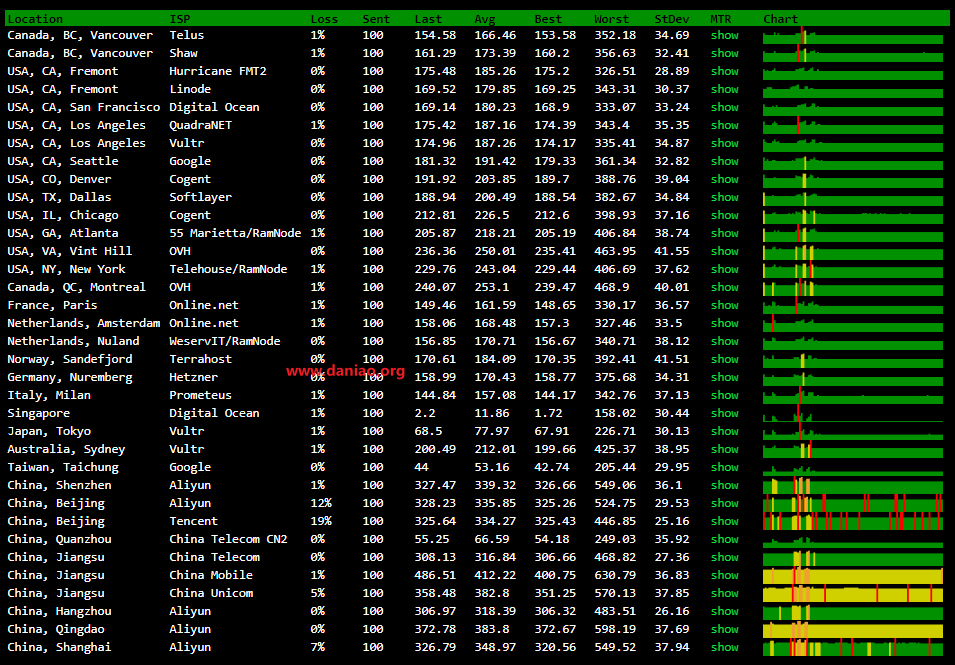 Location ISP Loss Sent Last Avg Best Worst StDev MTR Chart
Canada, BC, Vancouver Telus 1% 100 154.58 166.46 153.58 352.18 34.69 show
Canada, BC, Vancouver Shaw 1% 100 161.29 173.39 160.2 356.63 32.41 show
USA, CA, Fremont Hurricane FMT2 0% 100 175.48 185.26 175.2 326.51 28.89 show
USA, CA, Fremont Linode 0% 100 169.52 179.85 169.25 343.31 30.37 show
USA, CA, San Francisco Digital Ocean 0% 100 169.14 180.23 168.9 333.07 33.24 show
USA, CA, Los Angeles QuadraNET 1% 100 175.42 187.16 174.39 343.4 35.35 show
USA, CA, Los Angeles Vultr 0% 100 174.96 187.26 174.17 335.41 34.87 show
USA, CA, Seattle Google 0% 100 181.32 191.42 179.33 361.34 32.82 show
USA, CO, Denver Cogent 0% 100 191.92 203.85 189.7 388.76 39.04 show
USA, TX, Dallas Softlayer 0% 100 188.94 200.49 188.54 382.67 34.84 show
USA, IL, Chicago Cogent 0% 100 212.81 226.5 212.6 398.93 37.16 show
USA, GA, Atlanta 55 Marietta/RamNode 1% 100 205.87 218.21 205.19 406.84 38.74 show
USA, VA, Vint Hill OVH 0% 100 236.36 250.01 235.41 463.95 41.55 show
USA, NY, New York Telehouse/RamNode 1% 100 229.76 243.04 229.44 406.69 37.62 show
Canada, QC, Montreal OVH 1% 100 240.07 253.1 239.47 468.9 40.01 show
France, Paris Online.net 1% 100 149.46 161.59 148.65 330.17 36.57 show
Netherlands, Amsterdam Online.net 1% 100 158.06 168.48 157.3 327.46 33.5 show
Netherlands, Nuland WeservIT/RamNode 0% 100 156.85 170.71 156.67 340.71 38.12 show
Norway, Sandefjord Terrahost 0% 100 170.61 184.09 170.35 392.41 41.51 show
www.daniao.org
Germany, Nuremberg Hetzner 0% 100 158.99 170.43 158.77 375.68 34.31 show
Italy, Milan Prometeus 1% 100 144.84 157.08 144.17 342.76 37.13 show
Singapore Digital Ocean 1% 100 2.2 11.86 1.72 158.02 30.44 show
Japan, Tokyo Vultr 1% 100 68.5 77.97 67.91 226.71 30.13 show
Australia, Sydney Vultr 1% 100 200.49 212.01 199.66 425.37 38.95 show
Taiwan, Taichung Google 0% 100 44 53.16 42.74 205.44 29.95 show
China, Shenzhen Aliyun 1% 100 327.47 339.32 326.66 549.06 36.1 show
China, Beijing Aliyun 12% 100 328.23 335.85 325.26 524.75 29.53 show
China, Beijing Tencent 19% 100 325.64 334.27 325.43 446.85 25.16 show
China, Quanzhou China Telecom CN2 0% 100 55.25 66.59 54.18 249.03 35.92 show
China, Jiangsu China Telecom 0% 100 308.13 316.84 306.66 468.82 27.36 show
China, Jiangsu China Mobile 1% 100 486.51 412.22 400.75 630.79 36.83 show
China, Jiangsu China Unicom 5% 100 358.48 382.8 351.25 570.13 37.85 show
China, Hangzhou Aliyun 0% 100 306.97 318.39 306.32 483.51 26.16 show
China, Qingdao Aliyun 0% 100 372.78 383.8 372.67 598.19 37.69 show
China, Shanghai Aliyun 7% 100 326.79 348.97 320.56 549.52 37.94 show